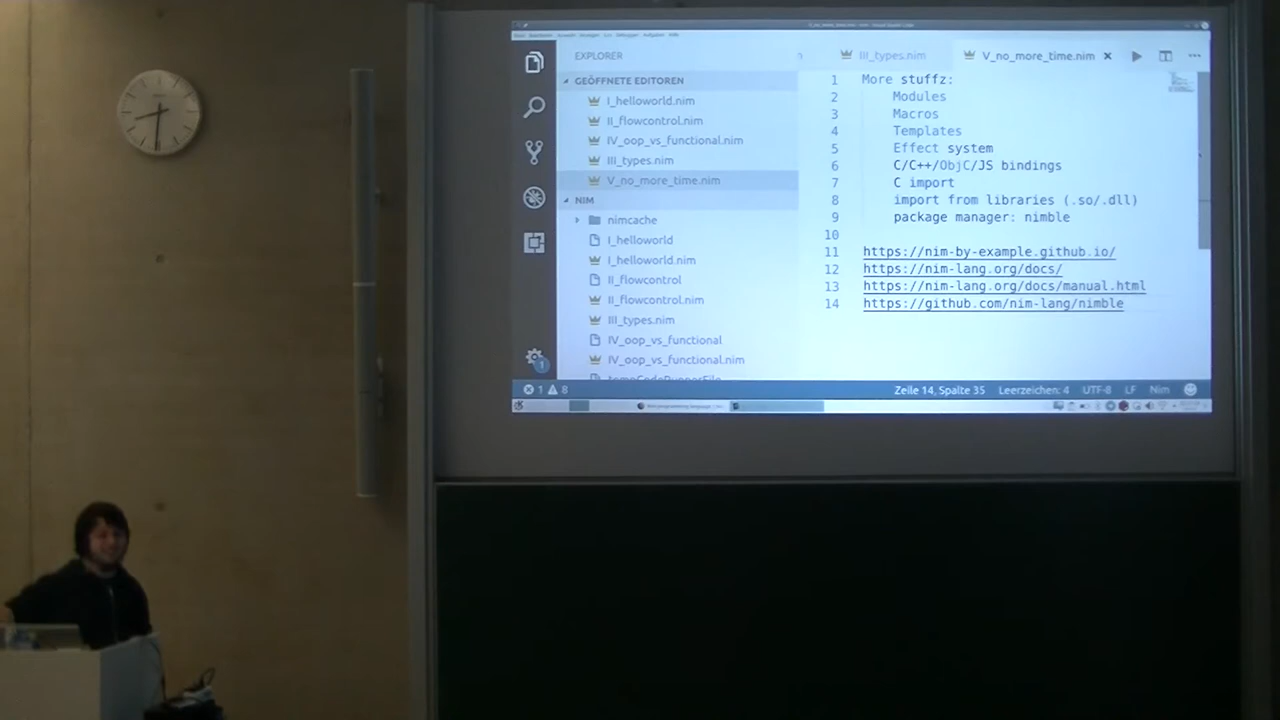 EXPLORER
GEÖFFNETE EDITOREN
I_helloworld.nim
II_flowcontrol.nim
IV_oop_vs_functional.nim
III_types.nim
V_no_more_time.nim
NIM
nimcache
I_helloworld
I_helloworld.nim
II_flowcontrol
II_flowcontrol.nim
III_types.nim
IV_oop_vs_functional
IV_oop_vs_functional.nim
III_types.nim V_no_more_time.nim
1 More stuffz:
2 Modules
3 Macros
4 Templates
5 Effect system
6 C/C++/ObjC/JS bindings
7 C import
8 import from libraries (.so/.dll)
9 package manager: nimble
10
11 https://nim-by-example.github.io/
12 https://nim-lang.org/docs/
13 https://nim-lang.org/docs/manual.html
14 https://github.com/nim-lang/nimble
1 8 Zeile 14, Spalte 35 Leerzeichen: 4 UTF-8 LF Nim